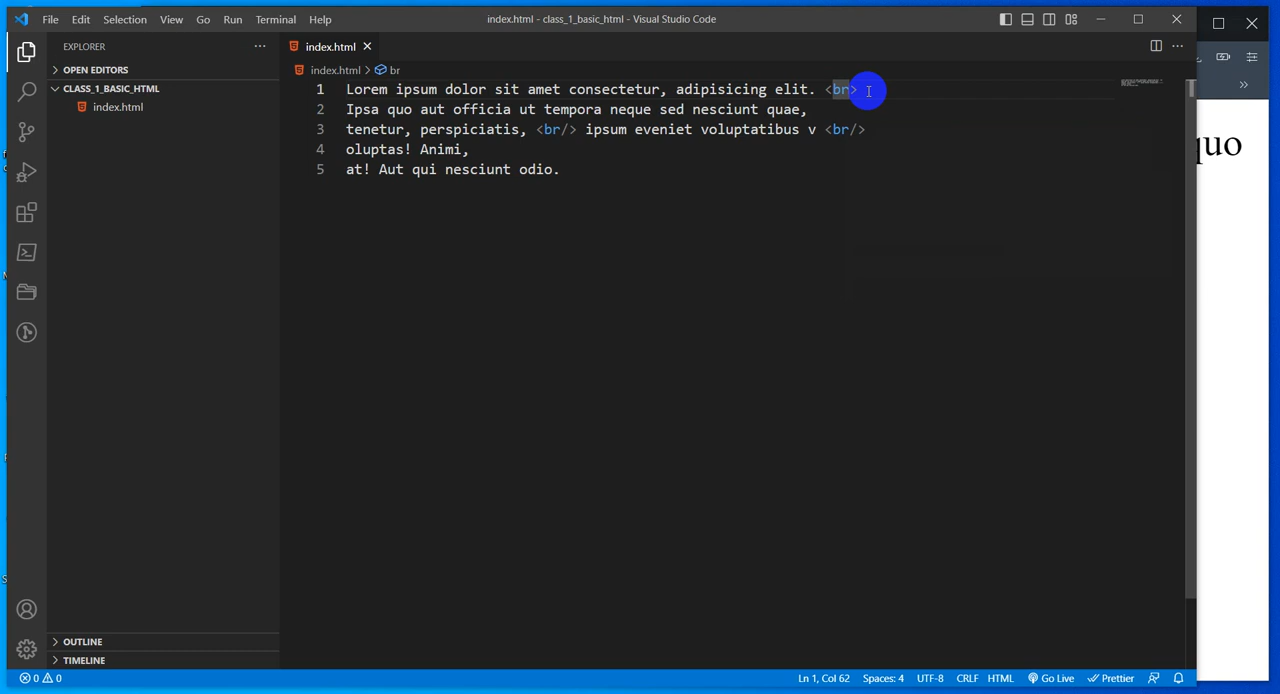 File Edit Selection View Go Run Terminal Help
index.html - class_1_basic_html - Visual Studio Code
EXPLORER
OPEN EDITORS
CLASS_1_BASIC_HTML
index.html
index.html
index.html > br
1 Lorem ipsum dolor sit amet consectetur, adipisicing elit. <br>
2 Ipsa quo aut officia ut tempora neque sed nesciunt quae,
3 tenetur, perspiciatis, <br/> ipsum eveniet voluptatibus v <br/>
4 oluptas! Animi,
5 at! Aut qui nesciunt odio.
quo
OUTLINE
TIMELINE
0 0
Ln 1, Col 62 Spaces: 4 UTF-8 CRLF HTML Go Live Prettier